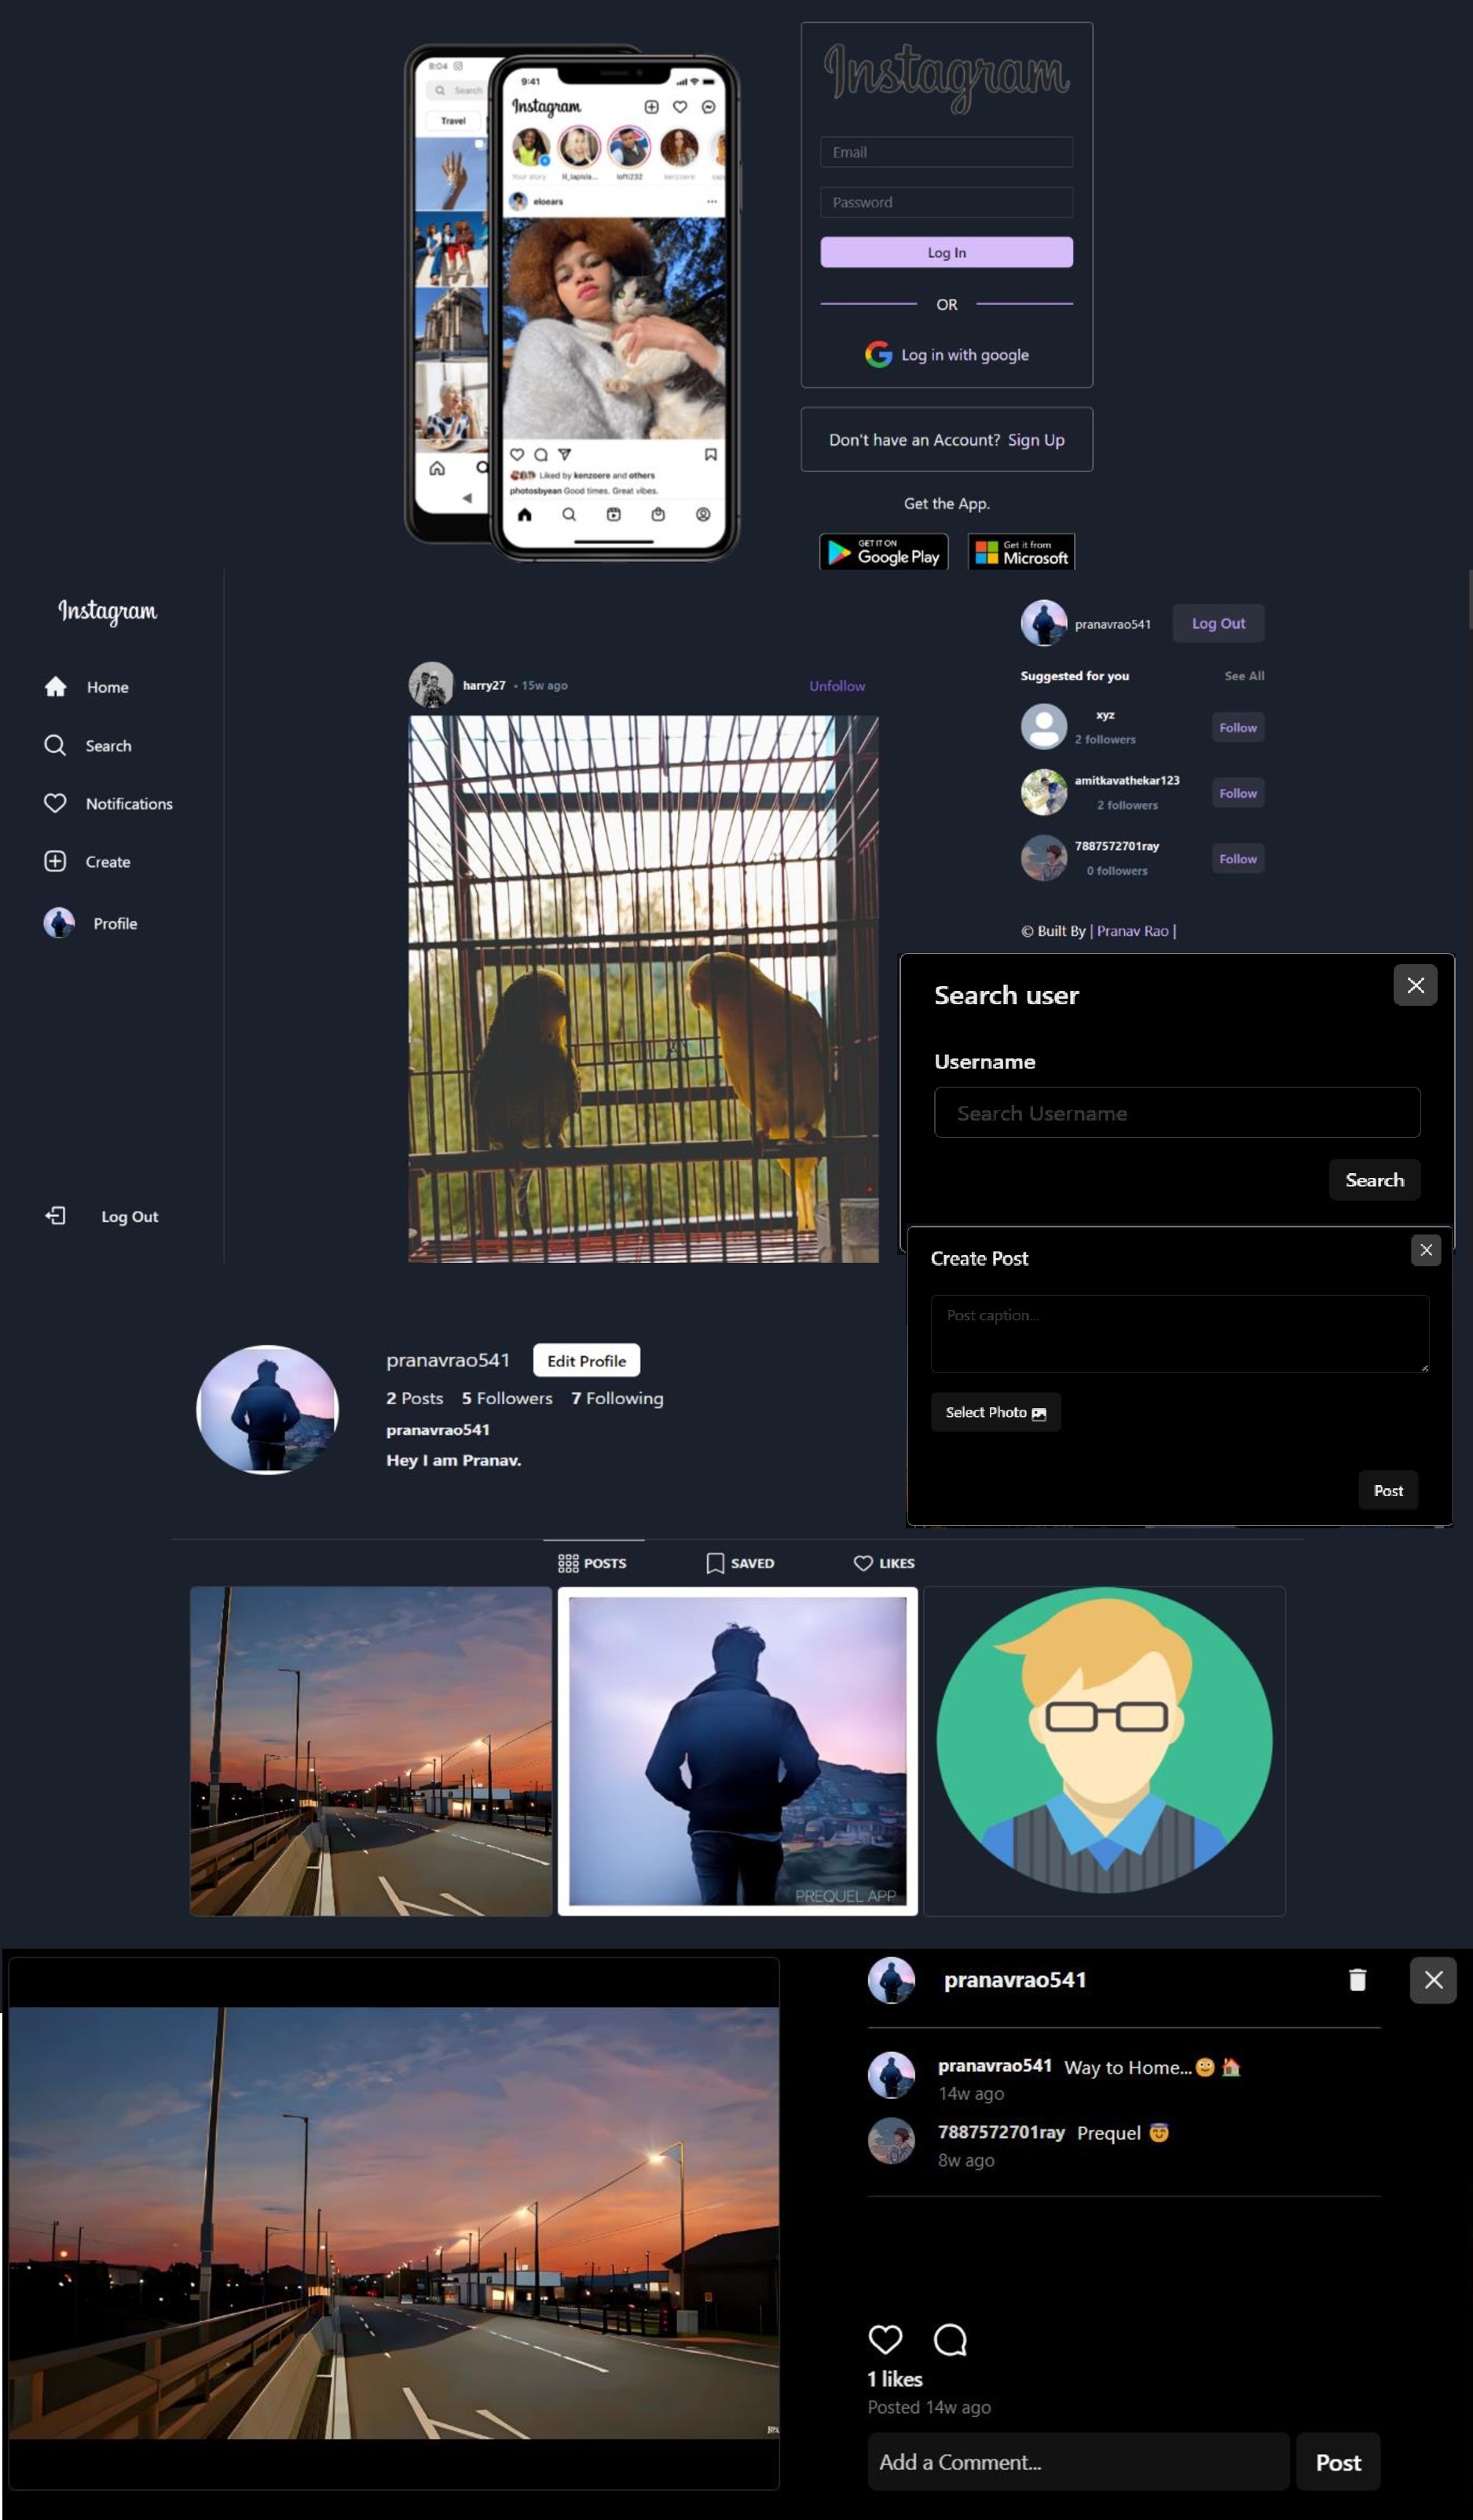 8:04
Search
Travel
9:41
Instagram
Your story
lil_lapisla...
lofti232
kenzoere
eloears
Liked by kenzoere and others
photosbyean Good times. Great vibes.
Instagram
Email
Password
Log In
OR
Log in with google
Don't have an Account? Sign Up
Get the App.
GET IT ON
Google Play
Get it from
Microsoft
Instagram
Home
Search
Notifications
Create
Profile
Log Out
harry27 • 15w ago
Unfollow
pranavrao541
Log Out
Suggested for you
See All
xyz
2 followers
Follow
amitkavathekar123
2 followers
Follow
7887572701ray
0 followers
Follow
© Built By | Pranav Rao |
Search user
Username
Search Username
Search
Create Post
Post caption...
Select Photo
Post
pranavrao541
Edit Profile
2 Posts 5 Followers 7 Following
pranavrao541
Hey I am Pranav.
POSTS
SAVED
LIKES
PREQUEL APP
pranavrao541
pranavrao541 Way to Home...
14w ago
7887572701ray Prequel
8w ago
1 likes
Posted 14w ago
Add a Comment...
Post